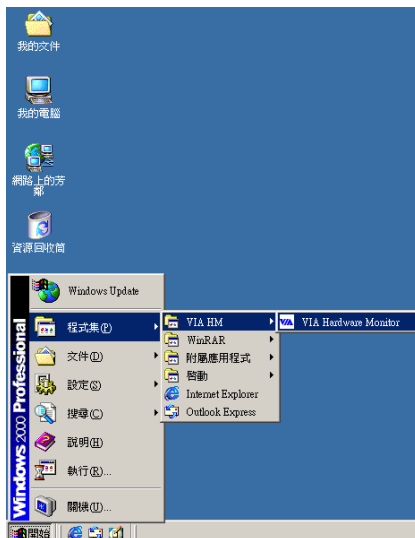 我的文件
我的電腦
網路上的芳
鄰
資源回收筒
Windows 2000 Professional
Windows Update
程式集(P)
文件(D)
設定(S)
搜尋(C)
說明(H)
執行(R)...
關機(U)...
VIA HM
WinRAR
附屬應用程式
啓動
Internet Explorer
Outlook Express
VIA
VIA Hardware Monitor
開始